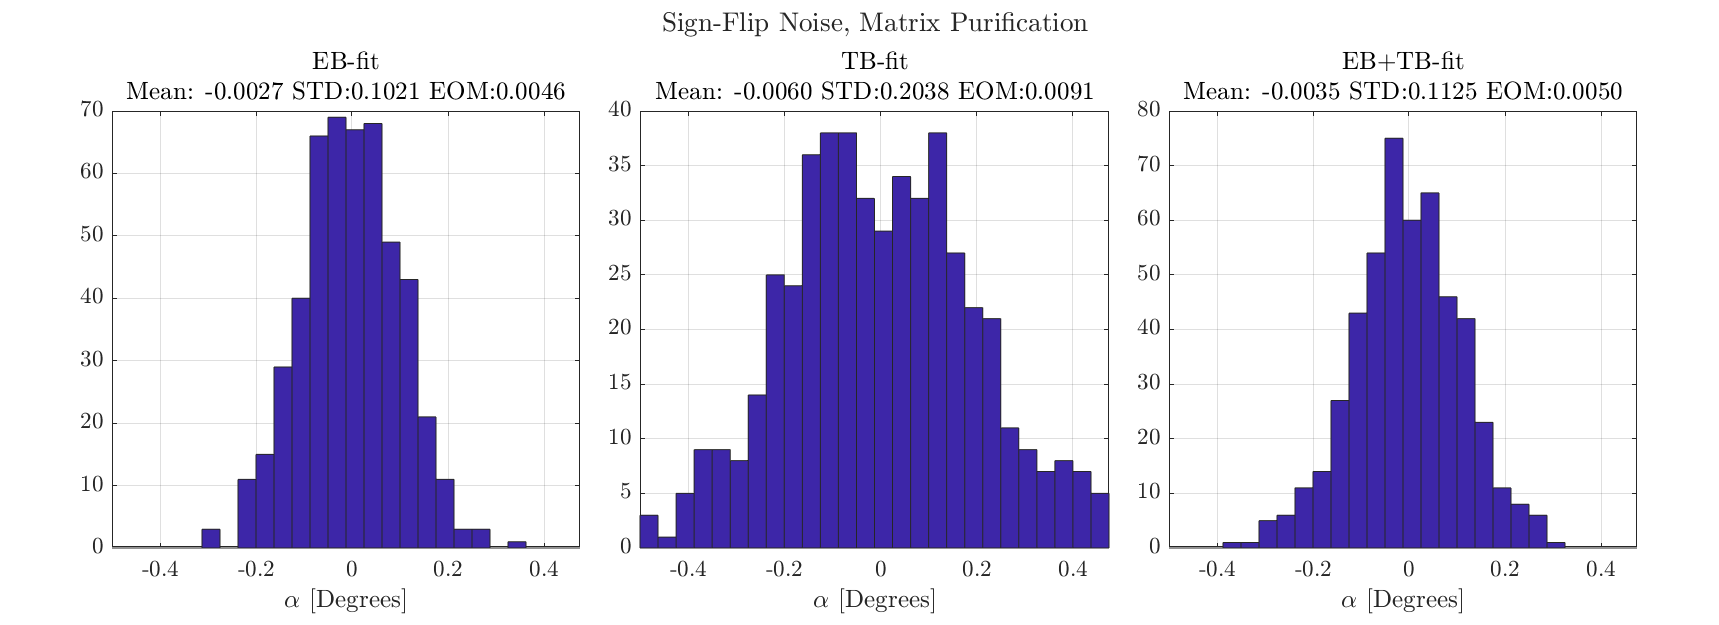 Sign-Flip Noise, Matrix Purification
EB-fit
Mean: -0.0027 STD:0.1021 EOM:0.0046
70
60
50
40
30
20
10
0
-0.4 -0.2 0 0.2 0.4
α [Degrees]
TB-fit
Mean: -0.0060 STD:0.2038 EOM:0.0091
40
35
30
25
20
15
10
5
0
-0.4 -0.2 0 0.2 0.4
α [Degrees]
EB+TB-fit
Mean: -0.0035 STD:0.1125 EOM:0.0050
80
70
60
50
40
30
20
10
0
-0.4 -0.2 0 0.2 0.4
α [Degrees]